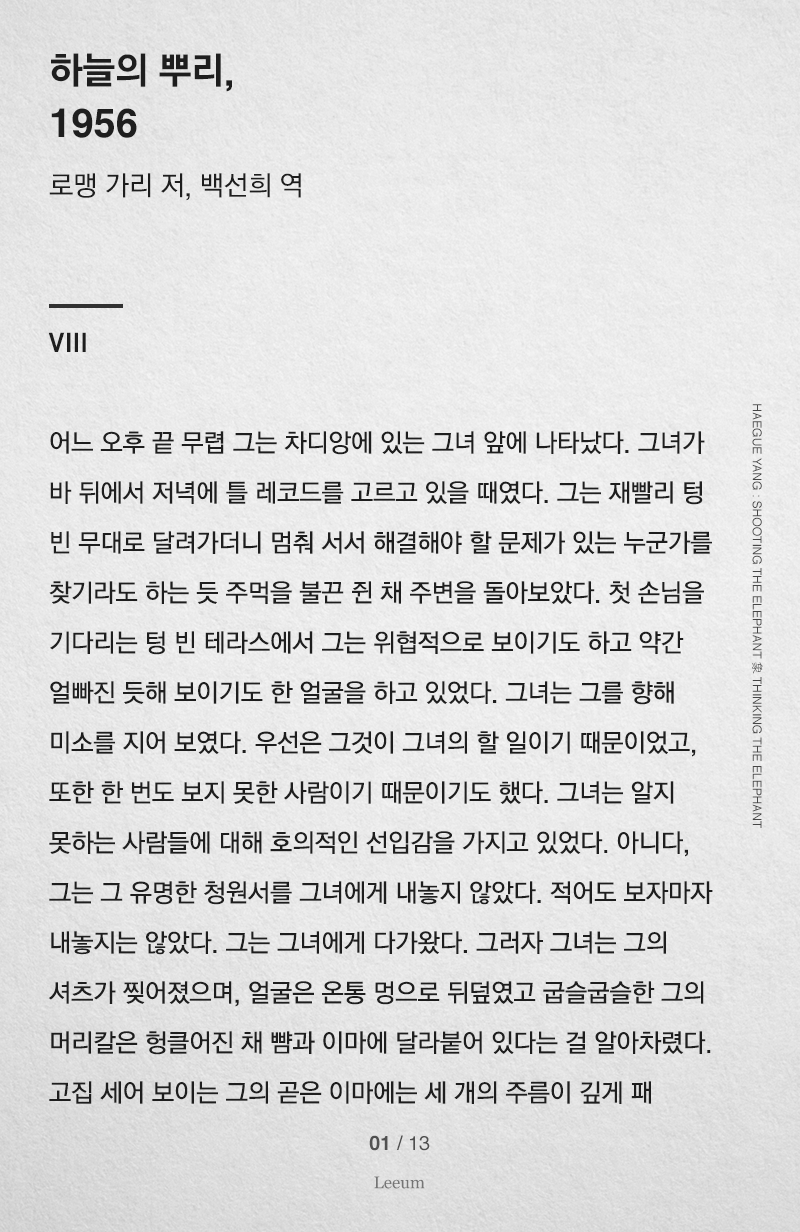 하늘의 뿌리,
1956
로맹 가리 저, 백선희 역
VIII
어느 오후 끝 무렵 그는 차디앙에 있는 그녀 앞에 나타났다. 그녀가
바 뒤에서 저녁에 틀 레코드를 고르고 있을 때였다. 그는 재빨리 텅
빈 무대로 달려가더니 멈춰 서서 해결해야 할 문제가 있는 누군가를
찾기라도 하는 듯 주먹을 불끈 쥔 채 주변을 돌아보았다. 첫 손님을
기다리는 텅 빈 테라스에서 그는 위협적으로 보이기도 하고 약간
얼빠진 듯해 보이기도 한 얼굴을 하고 있었다. 그녀는 그를 향해
미소를 지어 보였다. 우선은 그것이 그녀의 할 일이기 때문이었고,
또한 한 번도 보지 못한 사람이기 때문이기도 했다. 그녀는 알지
못하는 사람들에 대해 호의적인 선입감을 가지고 있었다. 아니다,
그는 그 유명한 청원서를 그녀에게 내놓지 않았다. 적어도 보자마자
내놓지는 않았다. 그는 그녀에게 다가왔다. 그러자 그녀는 그의
셔츠가 찢어졌으며, 얼굴은 온통 멍으로 뒤덮였고 굽슬굽슬한 그의
머리칼은 헝클어진 채 뺨과 이마에 달라붙어 있다는 걸 알아차렸다.
고집 세어 보이는 그의 곧은 이마에는 세 개의 주름이 깊게 패
HAEGUE YANG : SHOOTING THE ELEPHANT 象 THINKING THE ELEPHANT
01 / 13
Leeum